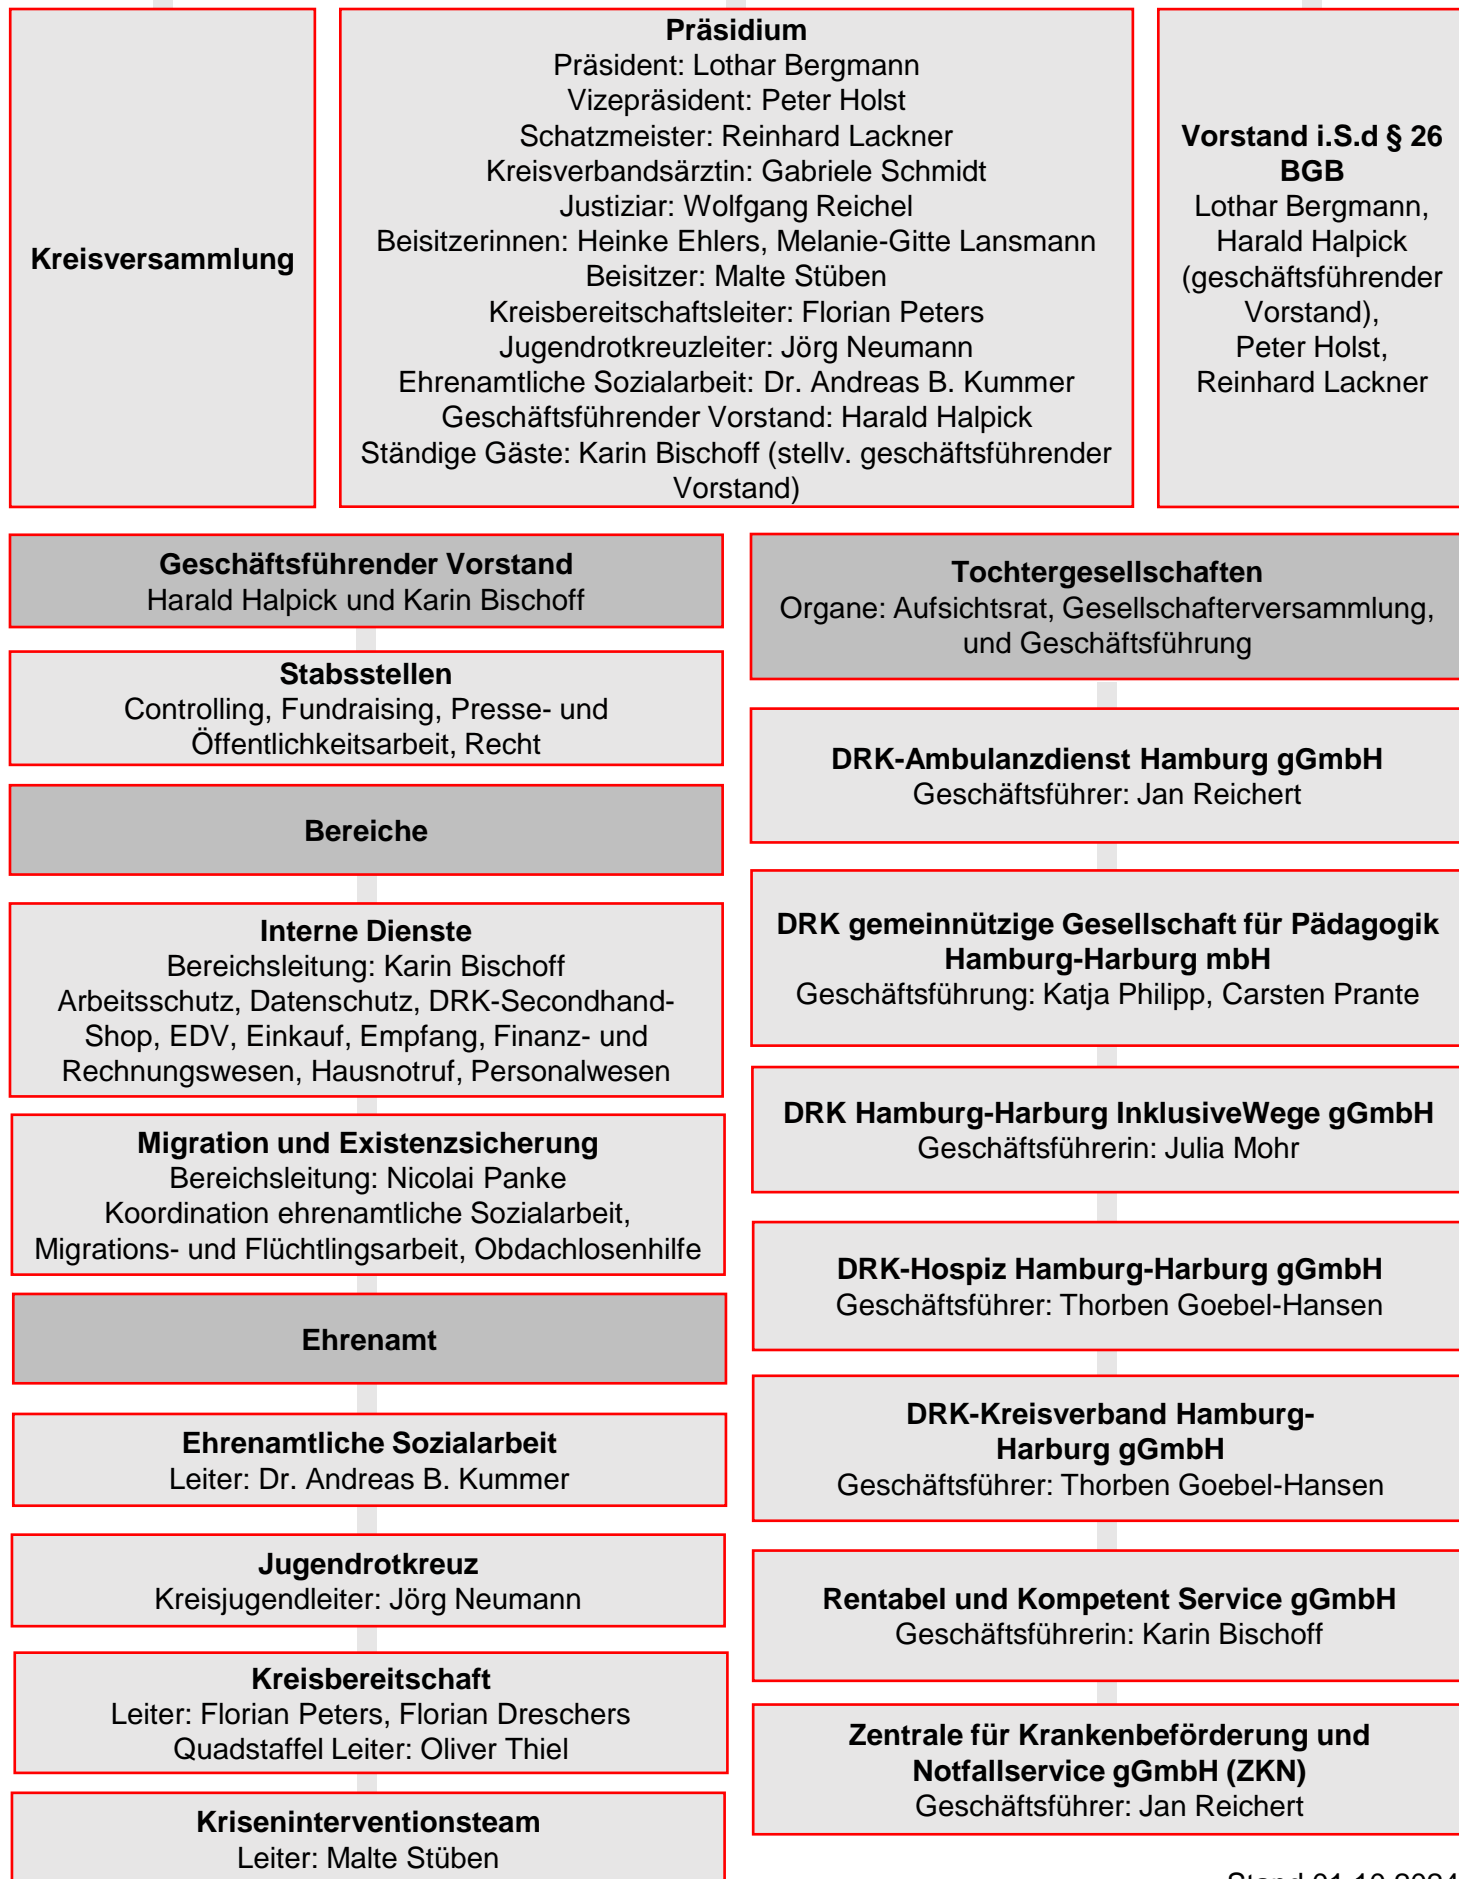 Kreisversammlung
Präsidium
Präsident: Lothar Bergmann
Vizepräsident: Peter Holst
Schatzmeister: Reinhard Lackner
Kreisverbandsärztin: Gabriele Schmidt
Justiziar: Wolfgang Reichel
Beisitzerinnen: Heinke Ehlers, Melanie-Gitte Lansmann
Beisitzer: Malte Stüben
Kreisbereitschaftsleiter: Florian Peters
Jugendrotkreuzleiter: Jörg Neumann
Ehrenamtliche Sozialarbeit: Dr. Andreas B. Kummer
Geschäftsführender Vorstand: Harald Halpick
Ständige Gäste: Karin Bischoff (stellv. geschäftsführender
Vorstand)
Vorstand i.S.d § 26
BGB
Lothar Bergmann,
Harald Halpick
(geschäftsführender
Vorstand),
Peter Holst,
Reinhard Lackner
Geschäftsführender Vorstand
Harald Halpick und Karin Bischoff
Stabsstellen
Controlling, Fundraising, Presse- und
Öffentlichkeitsarbeit, Recht
Bereiche
Interne Dienste
Bereichsleitung: Karin Bischoff
Arbeitsschutz, Datenschutz, DRK-Secondhand-
Shop, EDV, Einkauf, Empfang, Finanz- und
Rechnungswesen, Hausnotruf, Personalwesen
Migration und Existenzsicherung
Bereichsleitung: Nicolai Panke
Koordination ehrenamtliche Sozialarbeit,
Migrations- und Flüchtlingsarbeit, Obdachlosenhilfe
Ehrenamt
Ehrenamtliche Sozialarbeit
Leiter: Dr. Andreas B. Kummer
Jugendrotkreuz
Kreisjugendleiter: Jörg Neumann
Kreisbereitschaft
Leiter: Florian Peters, Florian Dreschers
Quadstaffel Leiter: Oliver Thiel
Kriseninterventionsteam
Leiter: Malte Stüben
Tochtergesellschaften
Organe: Aufsichtsrat, Gesellschafterversammlung,
und Geschäftsführung
DRK-Ambulanzdienst Hamburg gGmbH
Geschäftsführer: Jan Reichert
DRK gemeinnützige Gesellschaft für Pädagogik
Hamburg-Harburg mbH
Geschäftsführung: Katja Philipp, Carsten Prante
DRK Hamburg-Harburg InklusiveWege gGmbH
Geschäftsführerin: Julia Mohr
DRK-Hospiz Hamburg-Harburg gGmbH
Geschäftsführer: Thorben Goebel-Hansen
DRK-Kreisverband Hamburg-
Harburg gGmbH
Geschäftsführer: Thorben Goebel-Hansen
Rentabel und Kompetent Service gGmbH
Geschäftsführerin: Karin Bischoff
Zentrale für Krankenbeförderung und
Notfallservice gGmbH (ZKN)
Geschäftsführer: Jan Reichert
Stand 01.10.2024